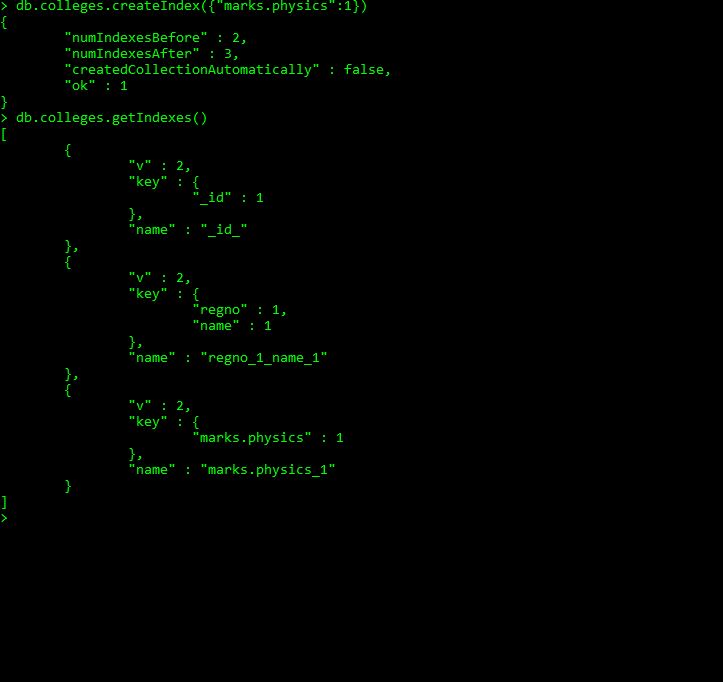 > db.colleges.createIndex({"marks.physics":1})
{
        "numIndexesBefore" : 2,
        "numIndexesAfter" : 3,
        "createdCollectionAutomatically" : false,
        "ok" : 1
}
> db.colleges.getIndexes()
[
        {
                "v" : 2,
                "key" : {
                        "_id" : 1
                },
                "name" : "_id_"
        },
        {
                "v" : 2,
                "key" : {
                        "regno" : 1,
                        "name" : 1
                },
                "name" : "regno_1_name_1"
        },
        {
                "v" : 2,
                "key" : {
                        "marks.physics" : 1
                },
                "name" : "marks.physics_1"
        }
]
>